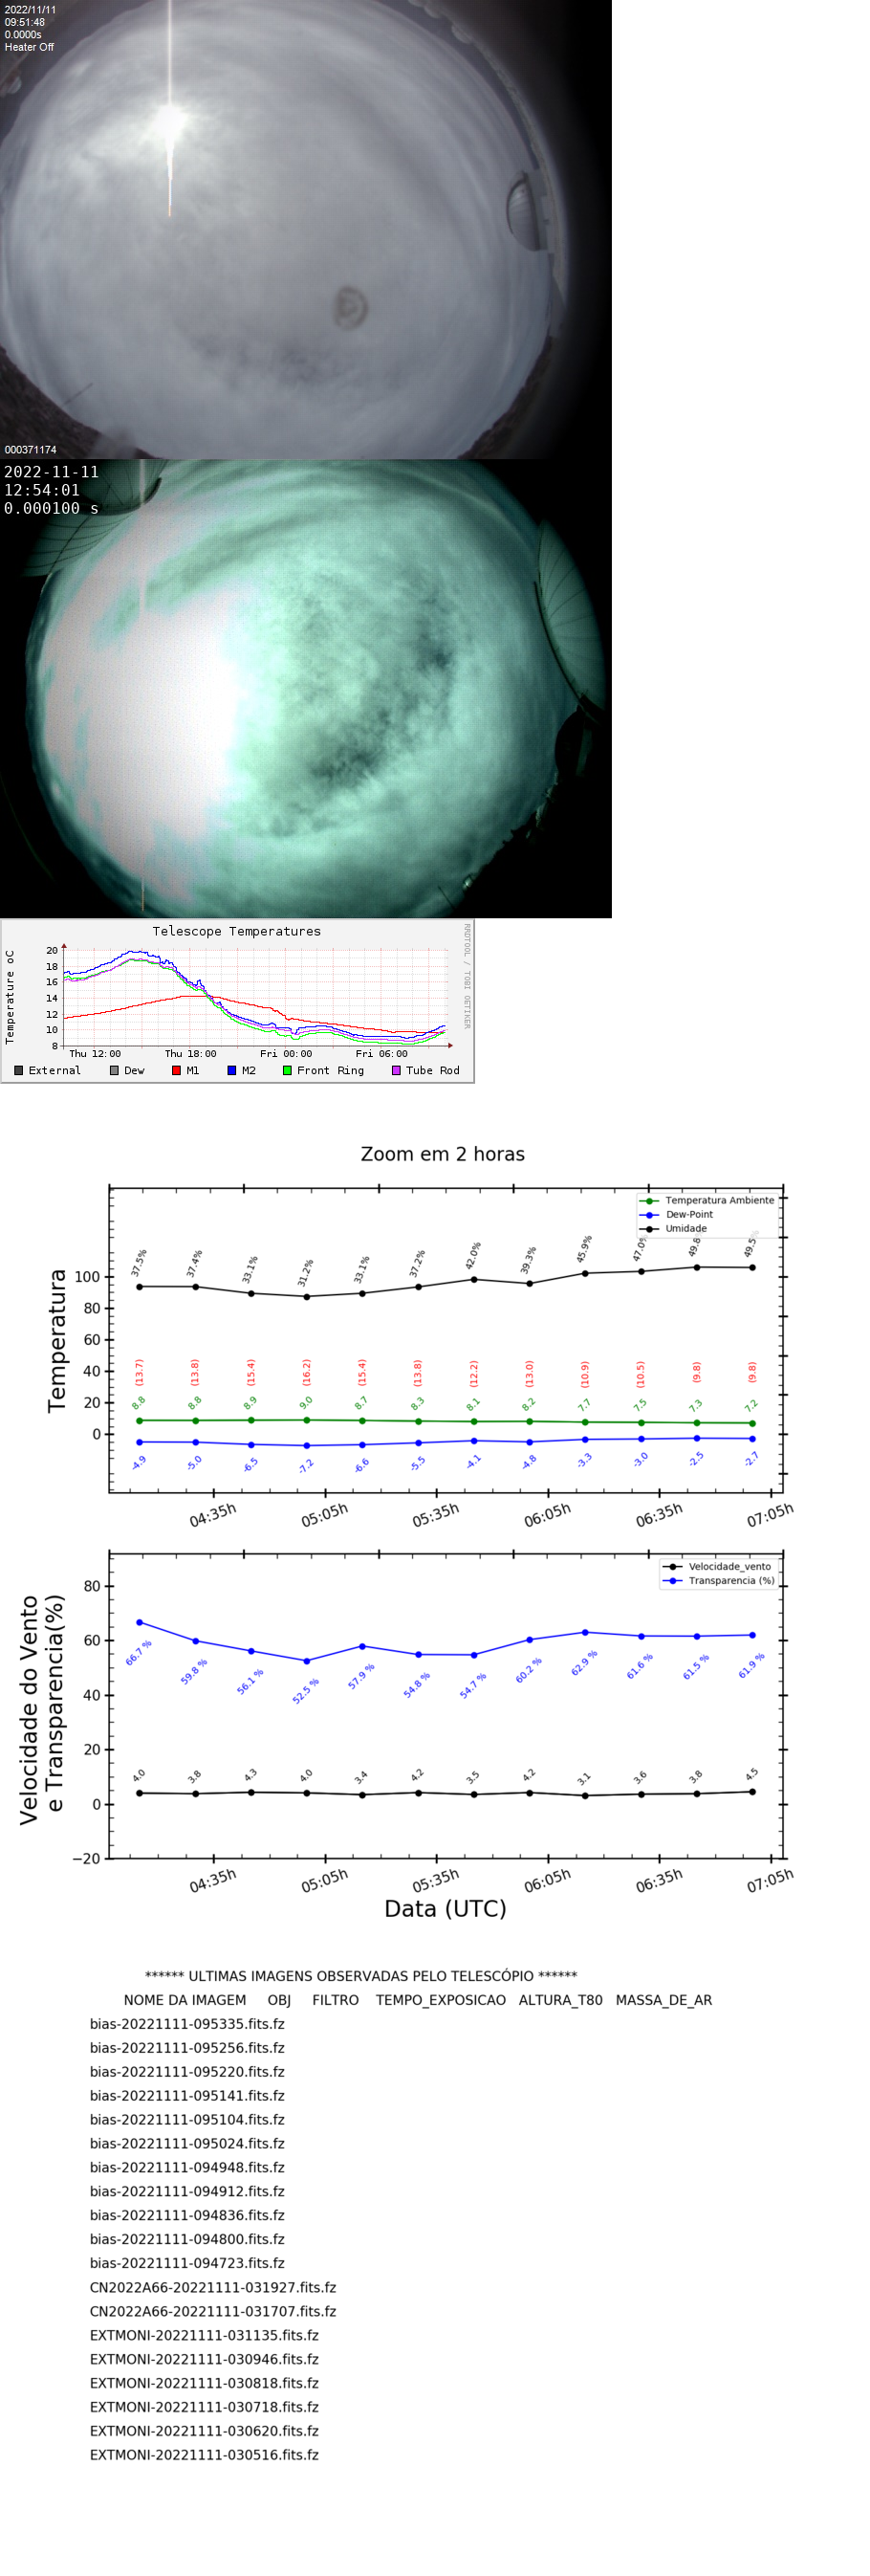 2022/11/11
09:51:48
0.0000s
Heater Off
000371174
2022-11-11
12:54:01
0.000100 s
Telescope Temperatures
RRDTOOL / TOBI OETIKER
Temperature oC
20
18
16
14
12
10
8
Thu 12:00 Thu 18:00 Fri 00:00 Fri 06:00
External Dew M1 M2 Front Ring Tube Rod
Zoom em 2 horas
Temperatura Ambiente
Dew-Point
Umidade
Temperatura
100
80
60
40
20
0
37.5% 37.4% 33.1% 31.2% 33.1% 37.2% 42.0% 39.3% 45.9% 47.0% 49.8% 49.5%
(13.7) (13.8) (15.4) (16.2) (15.4) (13.8) (12.2) (13.0) (10.9) (10.5) (9.8) (9.8)
8.8 8.8 8.9 9.0 8.7 8.3 8.1 8.2 7.7 7.5 7.3 7.2
-4.9 -5.0 -6.5 -7.2 -6.6 -5.5 -4.1 -4.8 -3.3 -3.0 -2.5 -2.7
04:35h 05:05h 05:35h 06:05h 06:35h 07:05h
Velocidade_vento
Transparencia (%)
Velocidade do Vento
e Transparencia(%)
80
60
40
20
0
−20
66.7 % 59.8 % 56.1 % 52.5 % 57.9 % 54.8 % 54.7 % 60.2 % 62.9 % 61.6 % 61.5 % 61.9 %
4.0 3.8 4.3 4.0 3.4 4.2 3.5 4.2 3.1 3.6 3.8 4.5
04:35h 05:05h 05:35h 06:05h 06:35h 07:05h
Data (UTC)
****** ULTIMAS IMAGENS OBSERVADAS PELO TELESCÓPIO ******
NOME DA IMAGEM OBJ FILTRO TEMPO_EXPOSICAO ALTURA_T80 MASSA_DE_AR
bias-20221111-095335.fits.fz
bias-20221111-095256.fits.fz
bias-20221111-095220.fits.fz
bias-20221111-095141.fits.fz
bias-20221111-095104.fits.fz
bias-20221111-095024.fits.fz
bias-20221111-094948.fits.fz
bias-20221111-094912.fits.fz
bias-20221111-094836.fits.fz
bias-20221111-094800.fits.fz
bias-20221111-094723.fits.fz
CN2022A66-20221111-031927.fits.fz
CN2022A66-20221111-031707.fits.fz
EXTMONI-20221111-031135.fits.fz
EXTMONI-20221111-030946.fits.fz
EXTMONI-20221111-030818.fits.fz
EXTMONI-20221111-030718.fits.fz
EXTMONI-20221111-030620.fits.fz
EXTMONI-20221111-030516.fits.fz